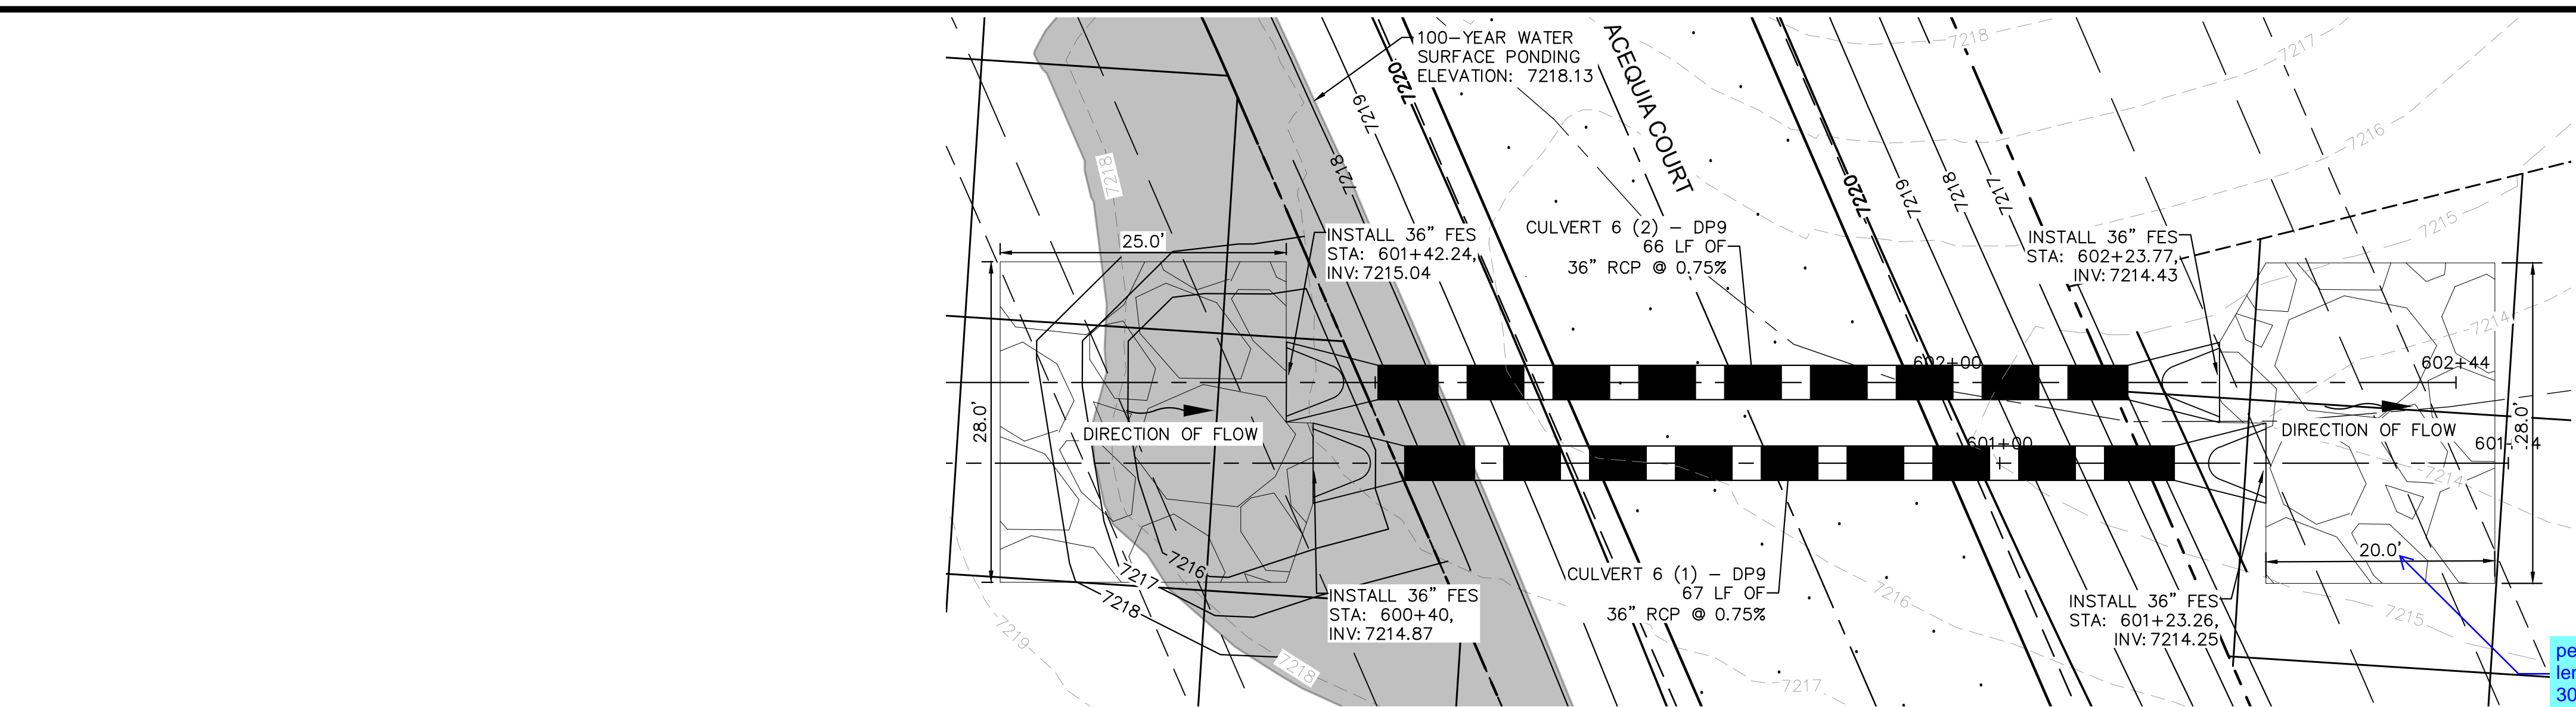 100-YEAR WATER
SURFACE PONDING
ELEVATION: 7218.13
ACEQUIA COURT
7220
7219
7218
7218
7220
7219
7218
7217
7218
7217
7216
7215
7214
7214
7215
25.0'
28.0'
INSTALL 36" FES
STA: 601+42.24,
INV: 7215.04
CULVERT 6 (2) - DP9
66 LF OF
36" RCP @ 0.75%
INSTALL 36" FES
STA: 602+23.77,
INV: 7214.43
602+00
602+44
DIRECTION OF FLOW
DIRECTION OF FLOW
28.0'
601+00
7216
7217
7218
7219
7218
INSTALL 36" FES
STA: 600+40,
INV: 7214.87
CULVERT 6 (1) - DP9
67 LF OF
36" RCP @ 0.75%
7216
7217
20.0'
INSTALL 36" FES
STA: 601+23.26,
INV: 7214.25
30